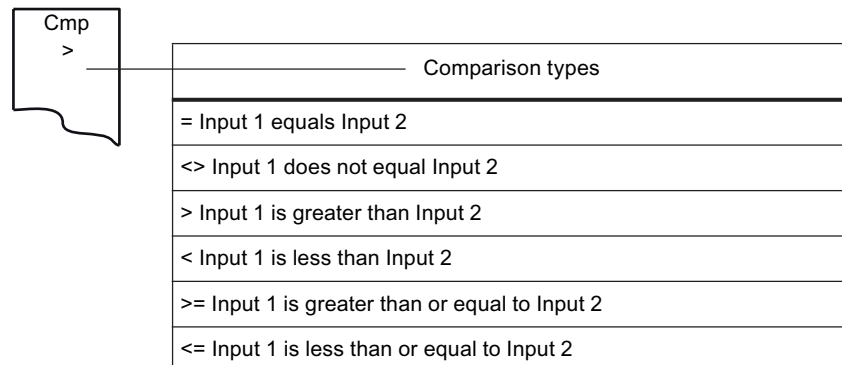 Cmp
>
Comparison types
= Input 1 equals Input 2
<> Input 1 does not equal Input 2
> Input 1 is greater than Input 2
< Input 1 is less than Input 2
>= Input 1 is greater than or equal to Input 2
<= Input 1 is less than or equal to Input 2